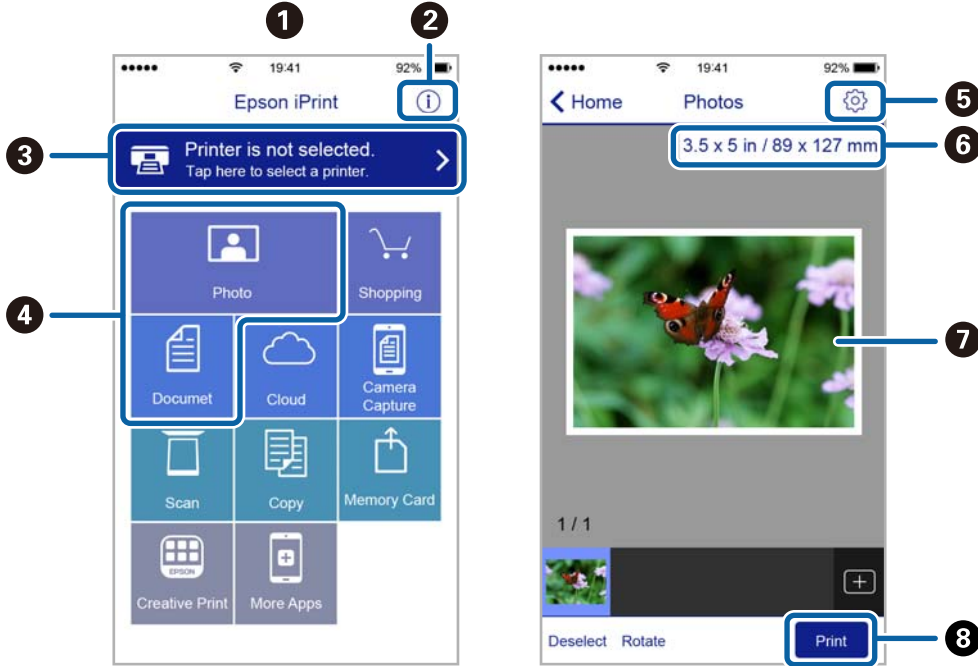 1
2
19:41
92%
Epson iPrint
i
3
Printer is not selected.
Tap here to select a printer.
4
Photo
Shopping
Documet
Cloud
Camera
Capture
Scan
Copy
Memory Card
EPSON
Creative Print
More Apps
19:41
92%
Home
Photos
5
3.5 x 5 in / 89 x 127 mm
6
7
1 / 1
Deselect
Rotate
Print
8